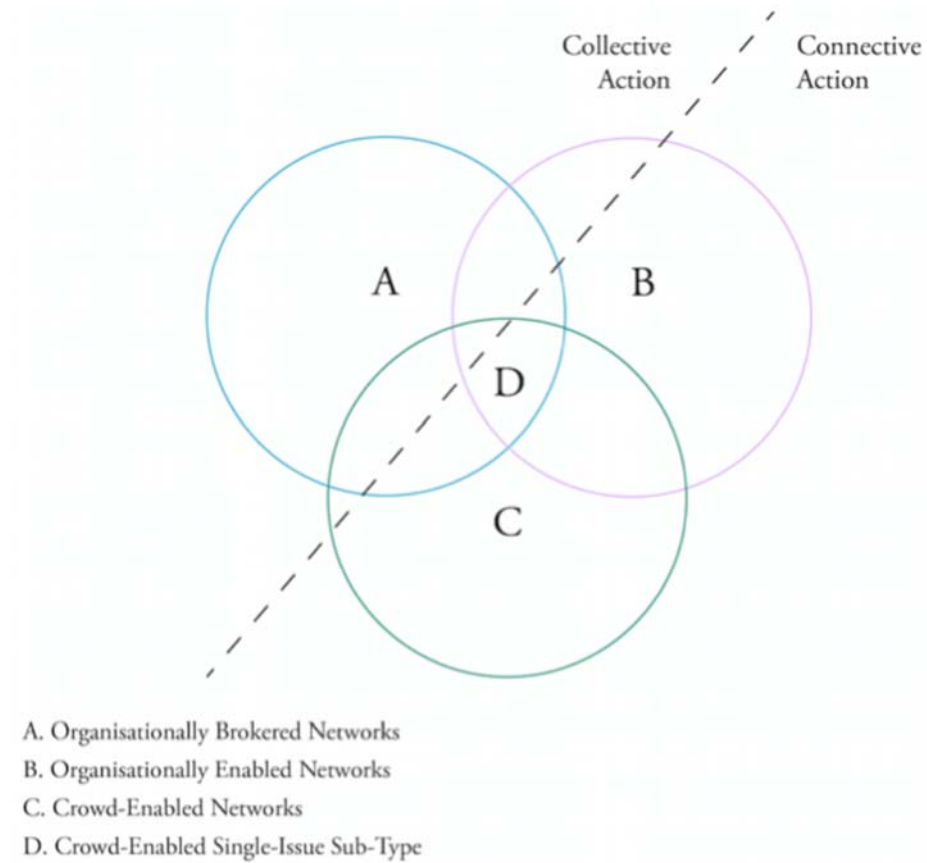 Collective
Action
Connective
Action
A
B
D
C
A. Organisationally Brokered Networks
B. Organisationally Enabled Networks
C. Crowd-Enabled Networks
D. Crowd-Enabled Single-Issue Sub-Type